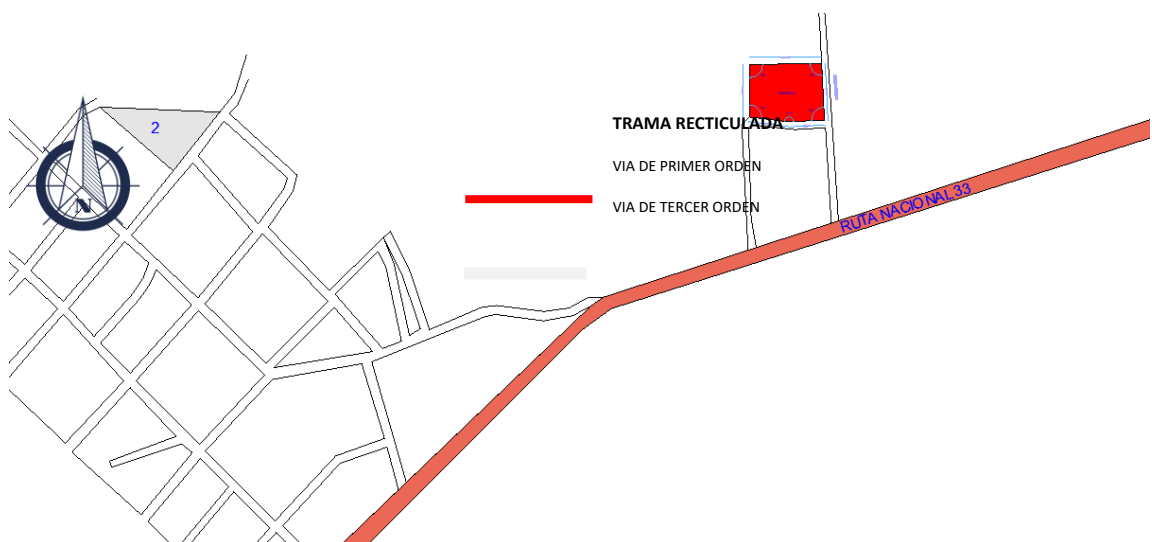 2
TRAMA RECTICULADA
VIA DE PRIMER ORDEN
VIA DE TERCER ORDEN
RUTA NACIONAL 33
N